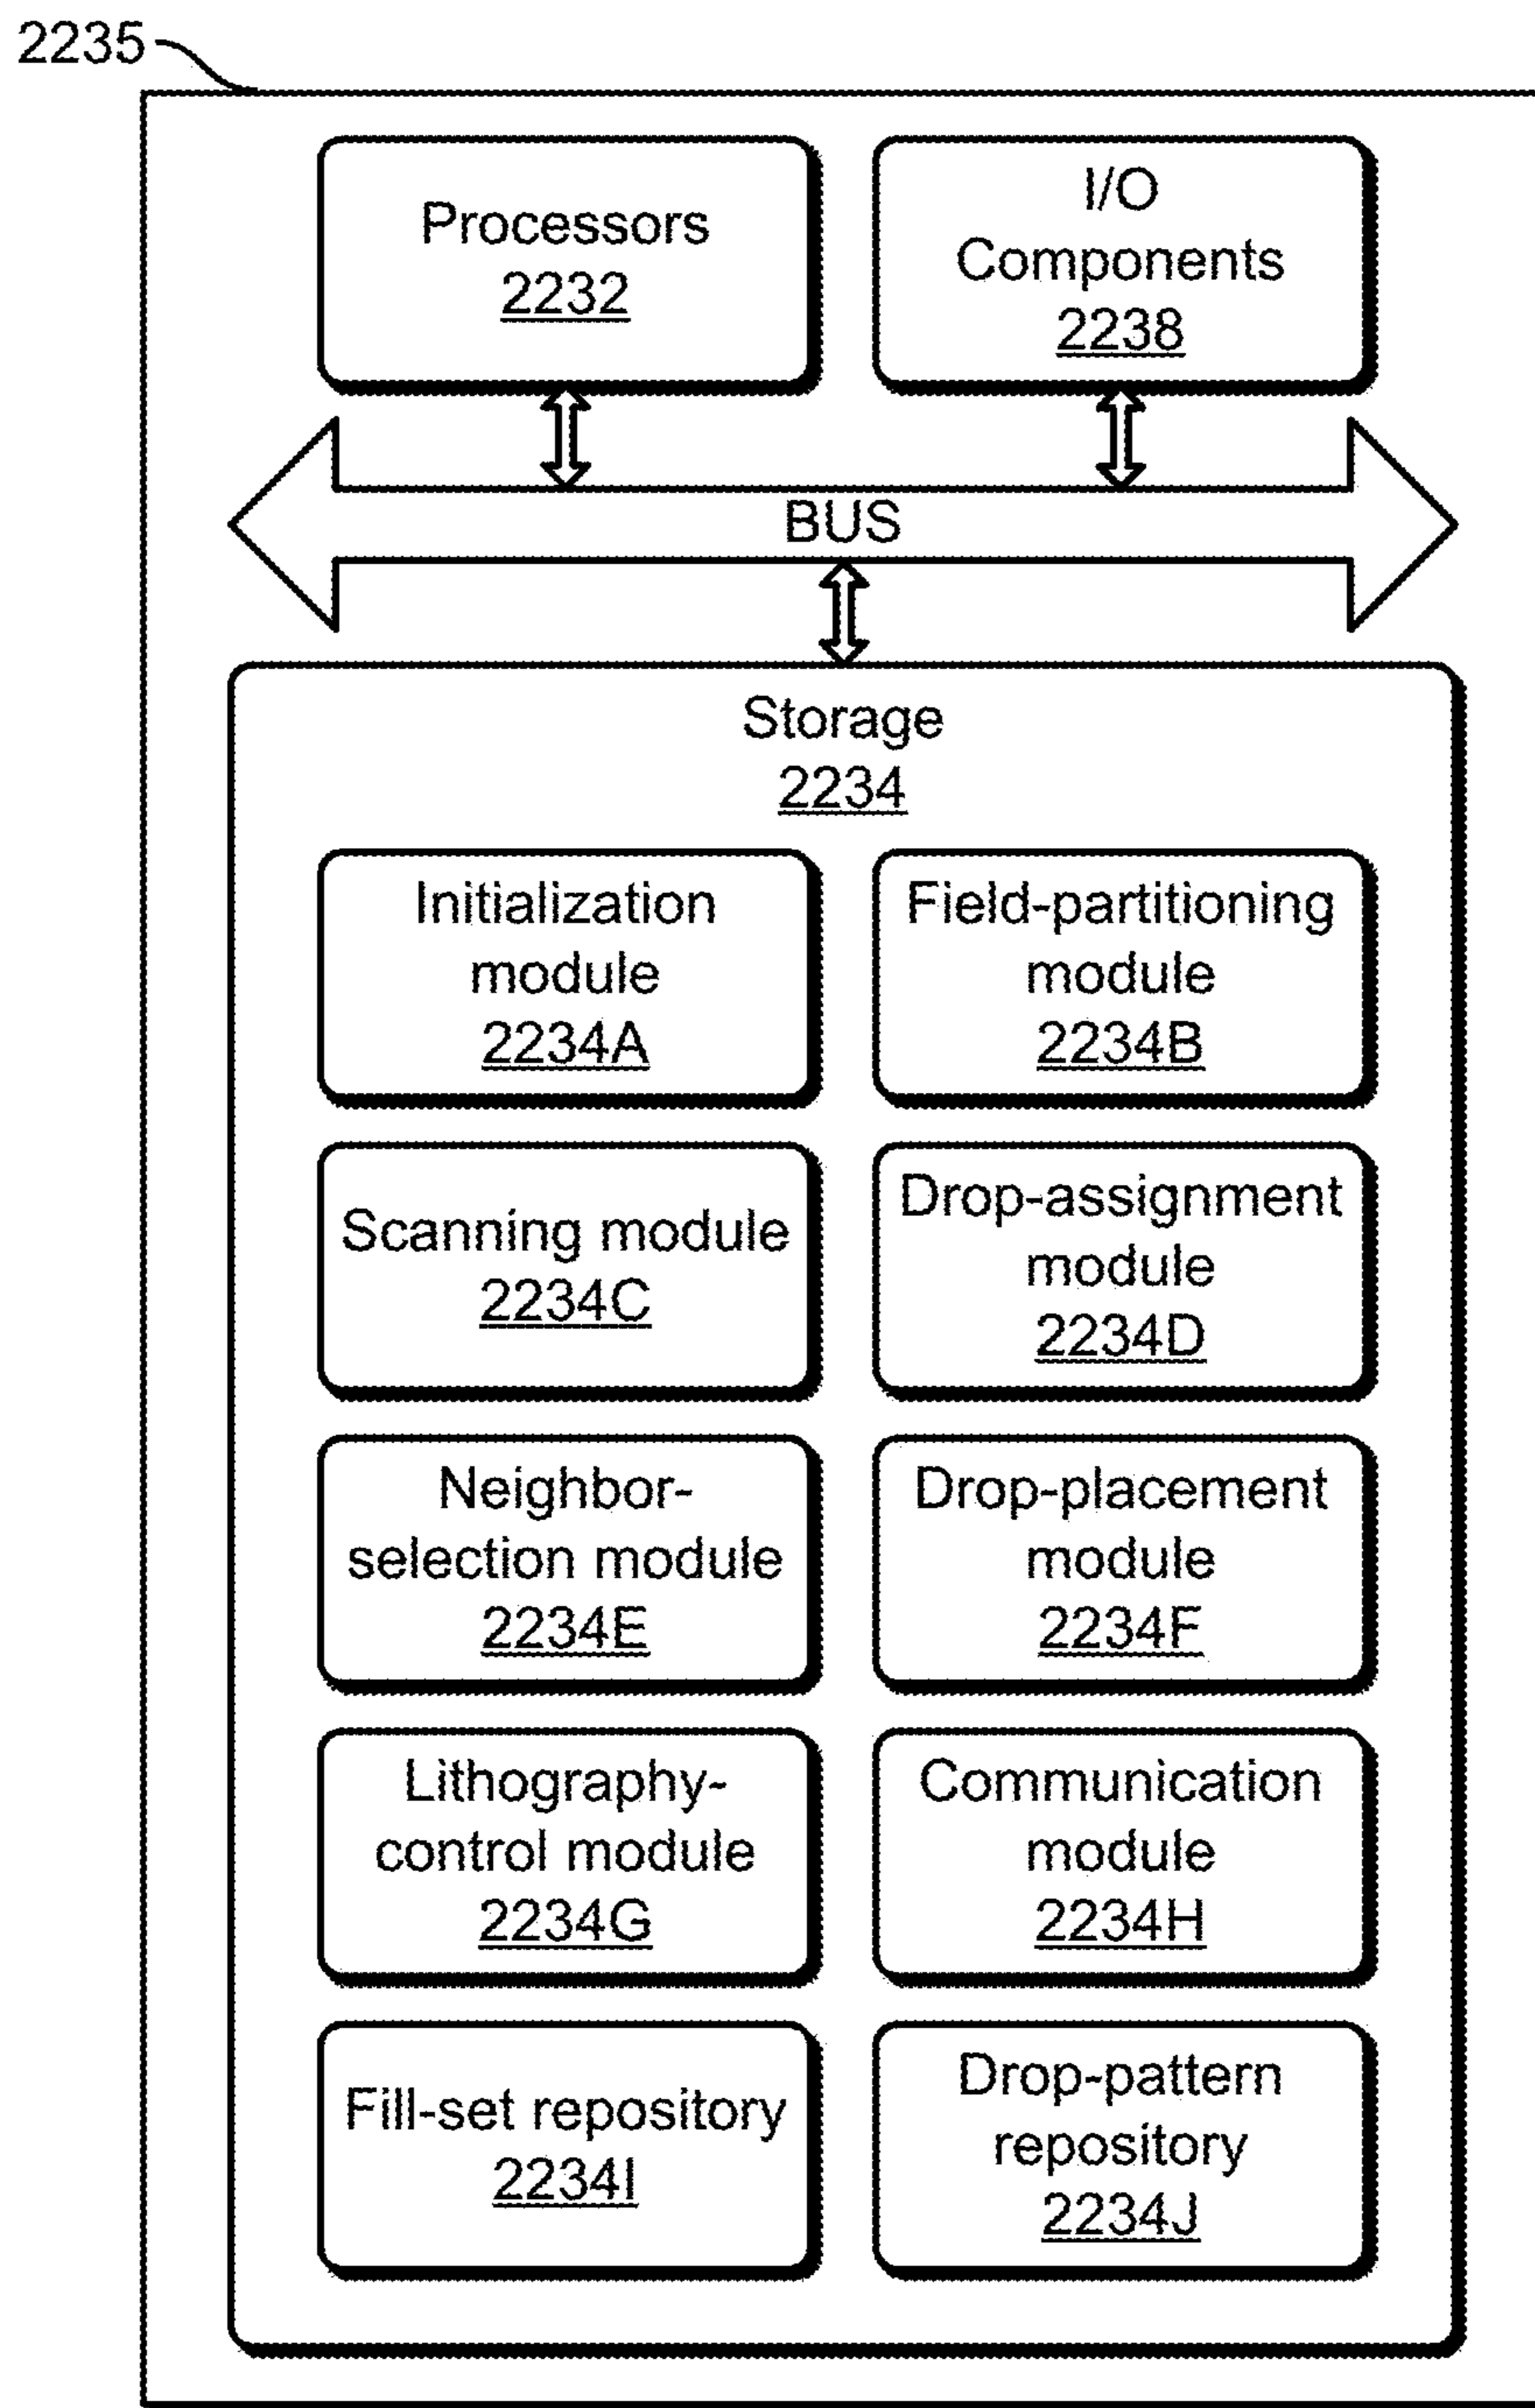 2235
Processors
2232
I/O
Components
2238
BUS
Storage
2234
Initialization
module
2234A
Field-partitioning
module
2234B
Scanning module
2234C
Drop-assignment
module
2234D
Neighbor-
selection module
2234E
Drop-placement
module
2234F
Lithography-
control module
2234G
Communication
module
2234H
Fill-set repository
2234I
Drop-pattern
repository
2234J